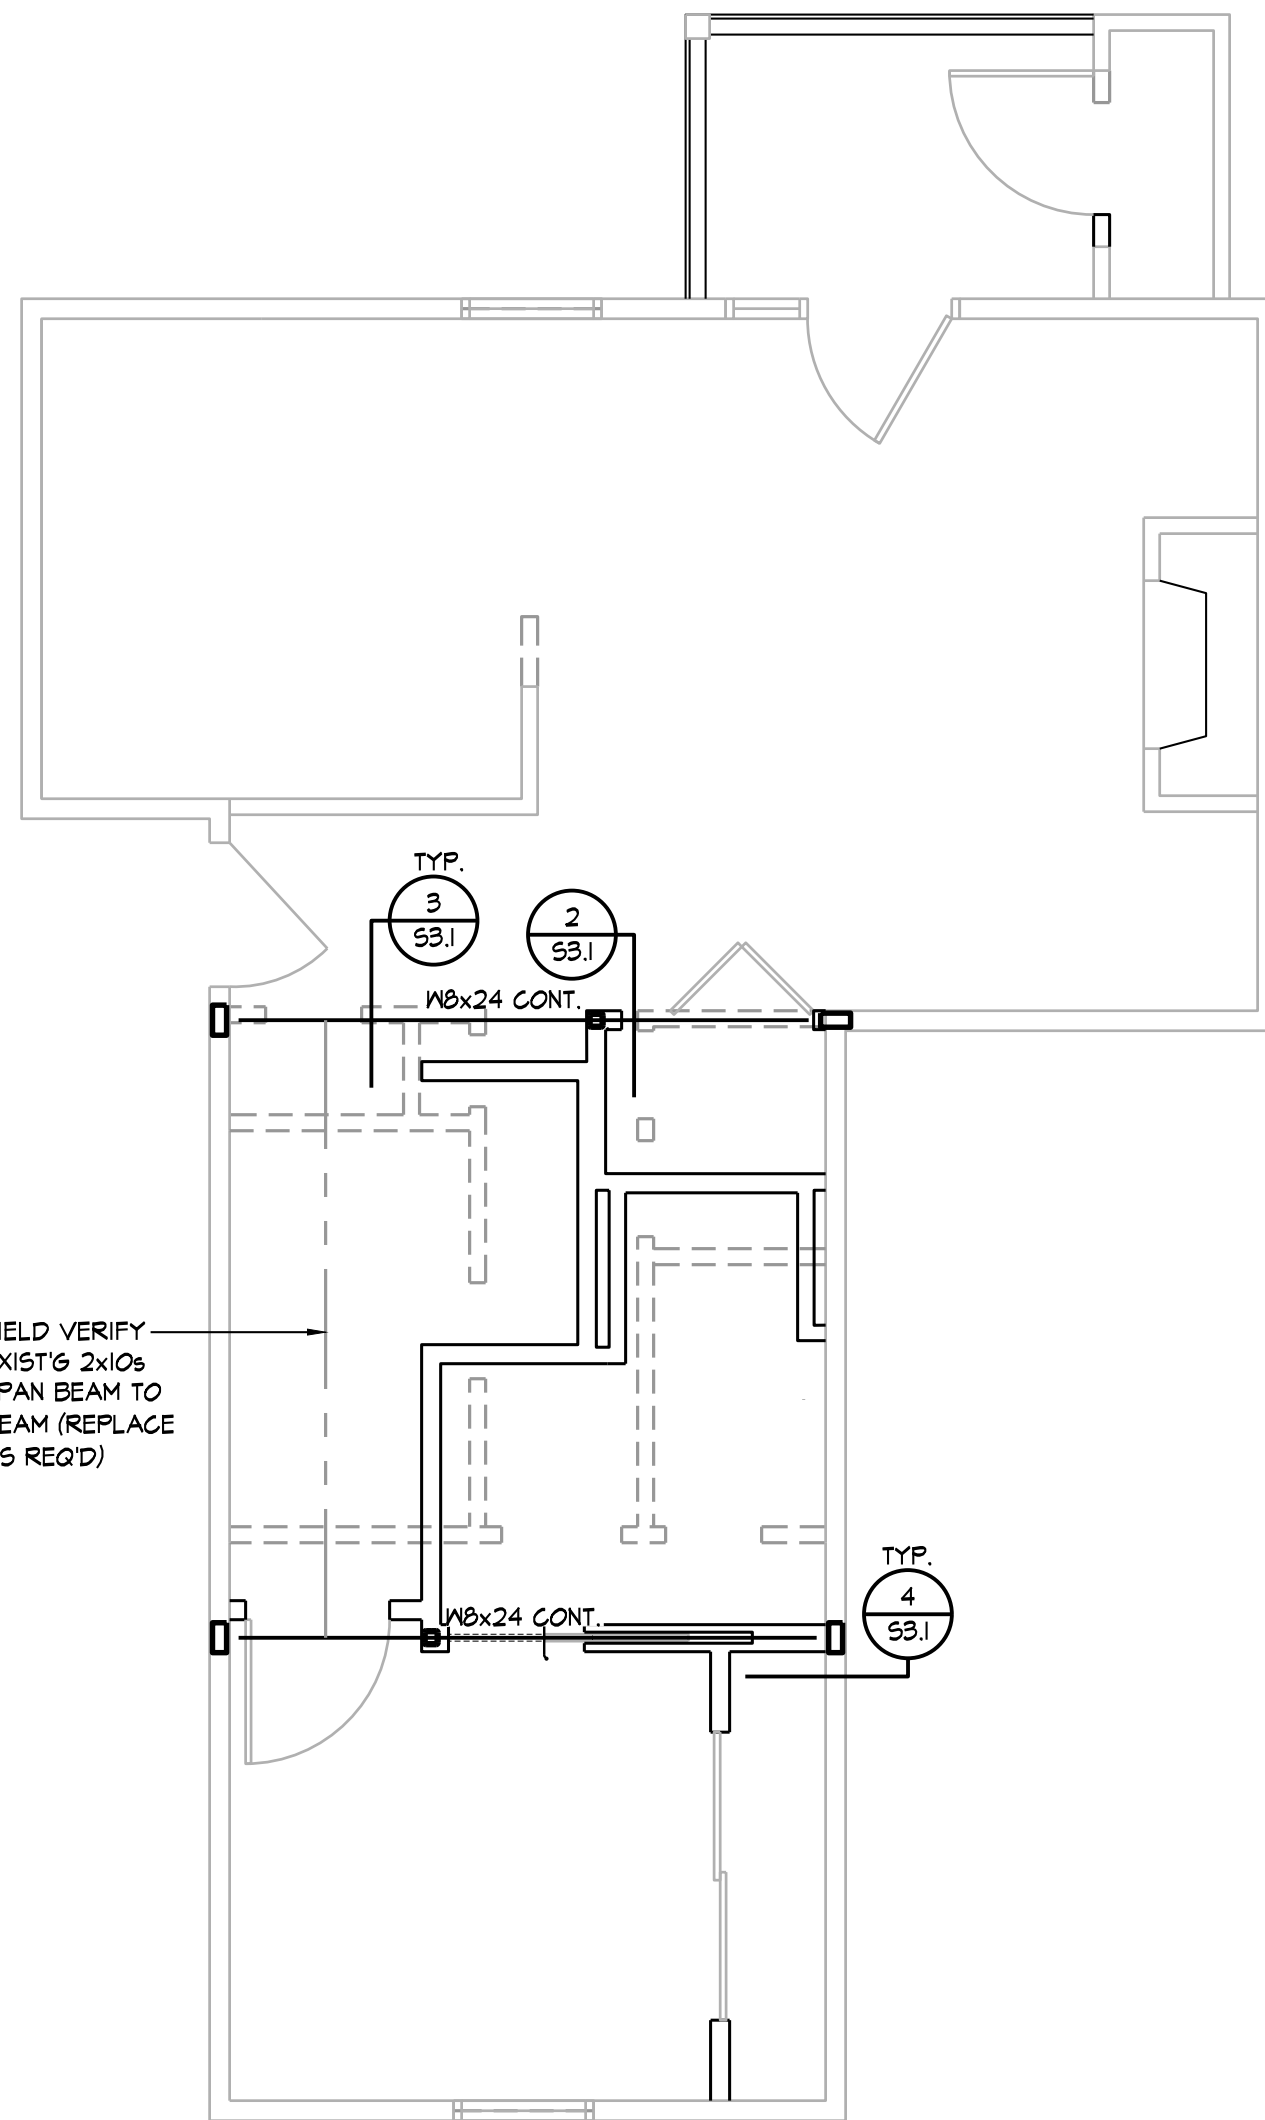 TYP.
3
S3.1
2
S3.1
W8x24 CONT.
IELD VERIFY
XIST'G 2x10s
PAN BEAM TO
EAM (REPLACE
S REQ'D)
TYP.
4
S3.1
W8x24 CONT.